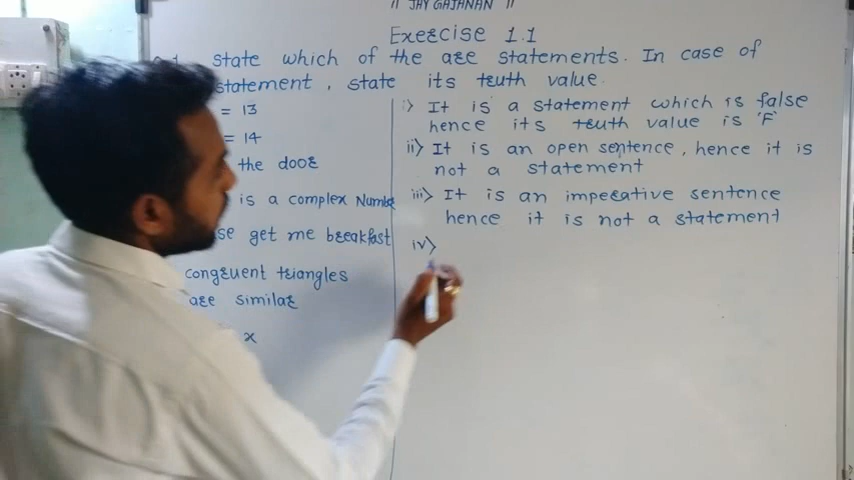 || JAY GAJANAN ||
Exercise 1.1
state which of the are statements. In case of
statement, state its truth value.
= 13
= 14
the door
is a complex Numbe
se get me breakfast
congruent triangles
are similar
x
i) It is a statement which is false
hence its truth value is 'F'
ii) It is an open sentence, hence it is
not a statement
iii) It is an imperative sentence
hence it is not a statement
iv)